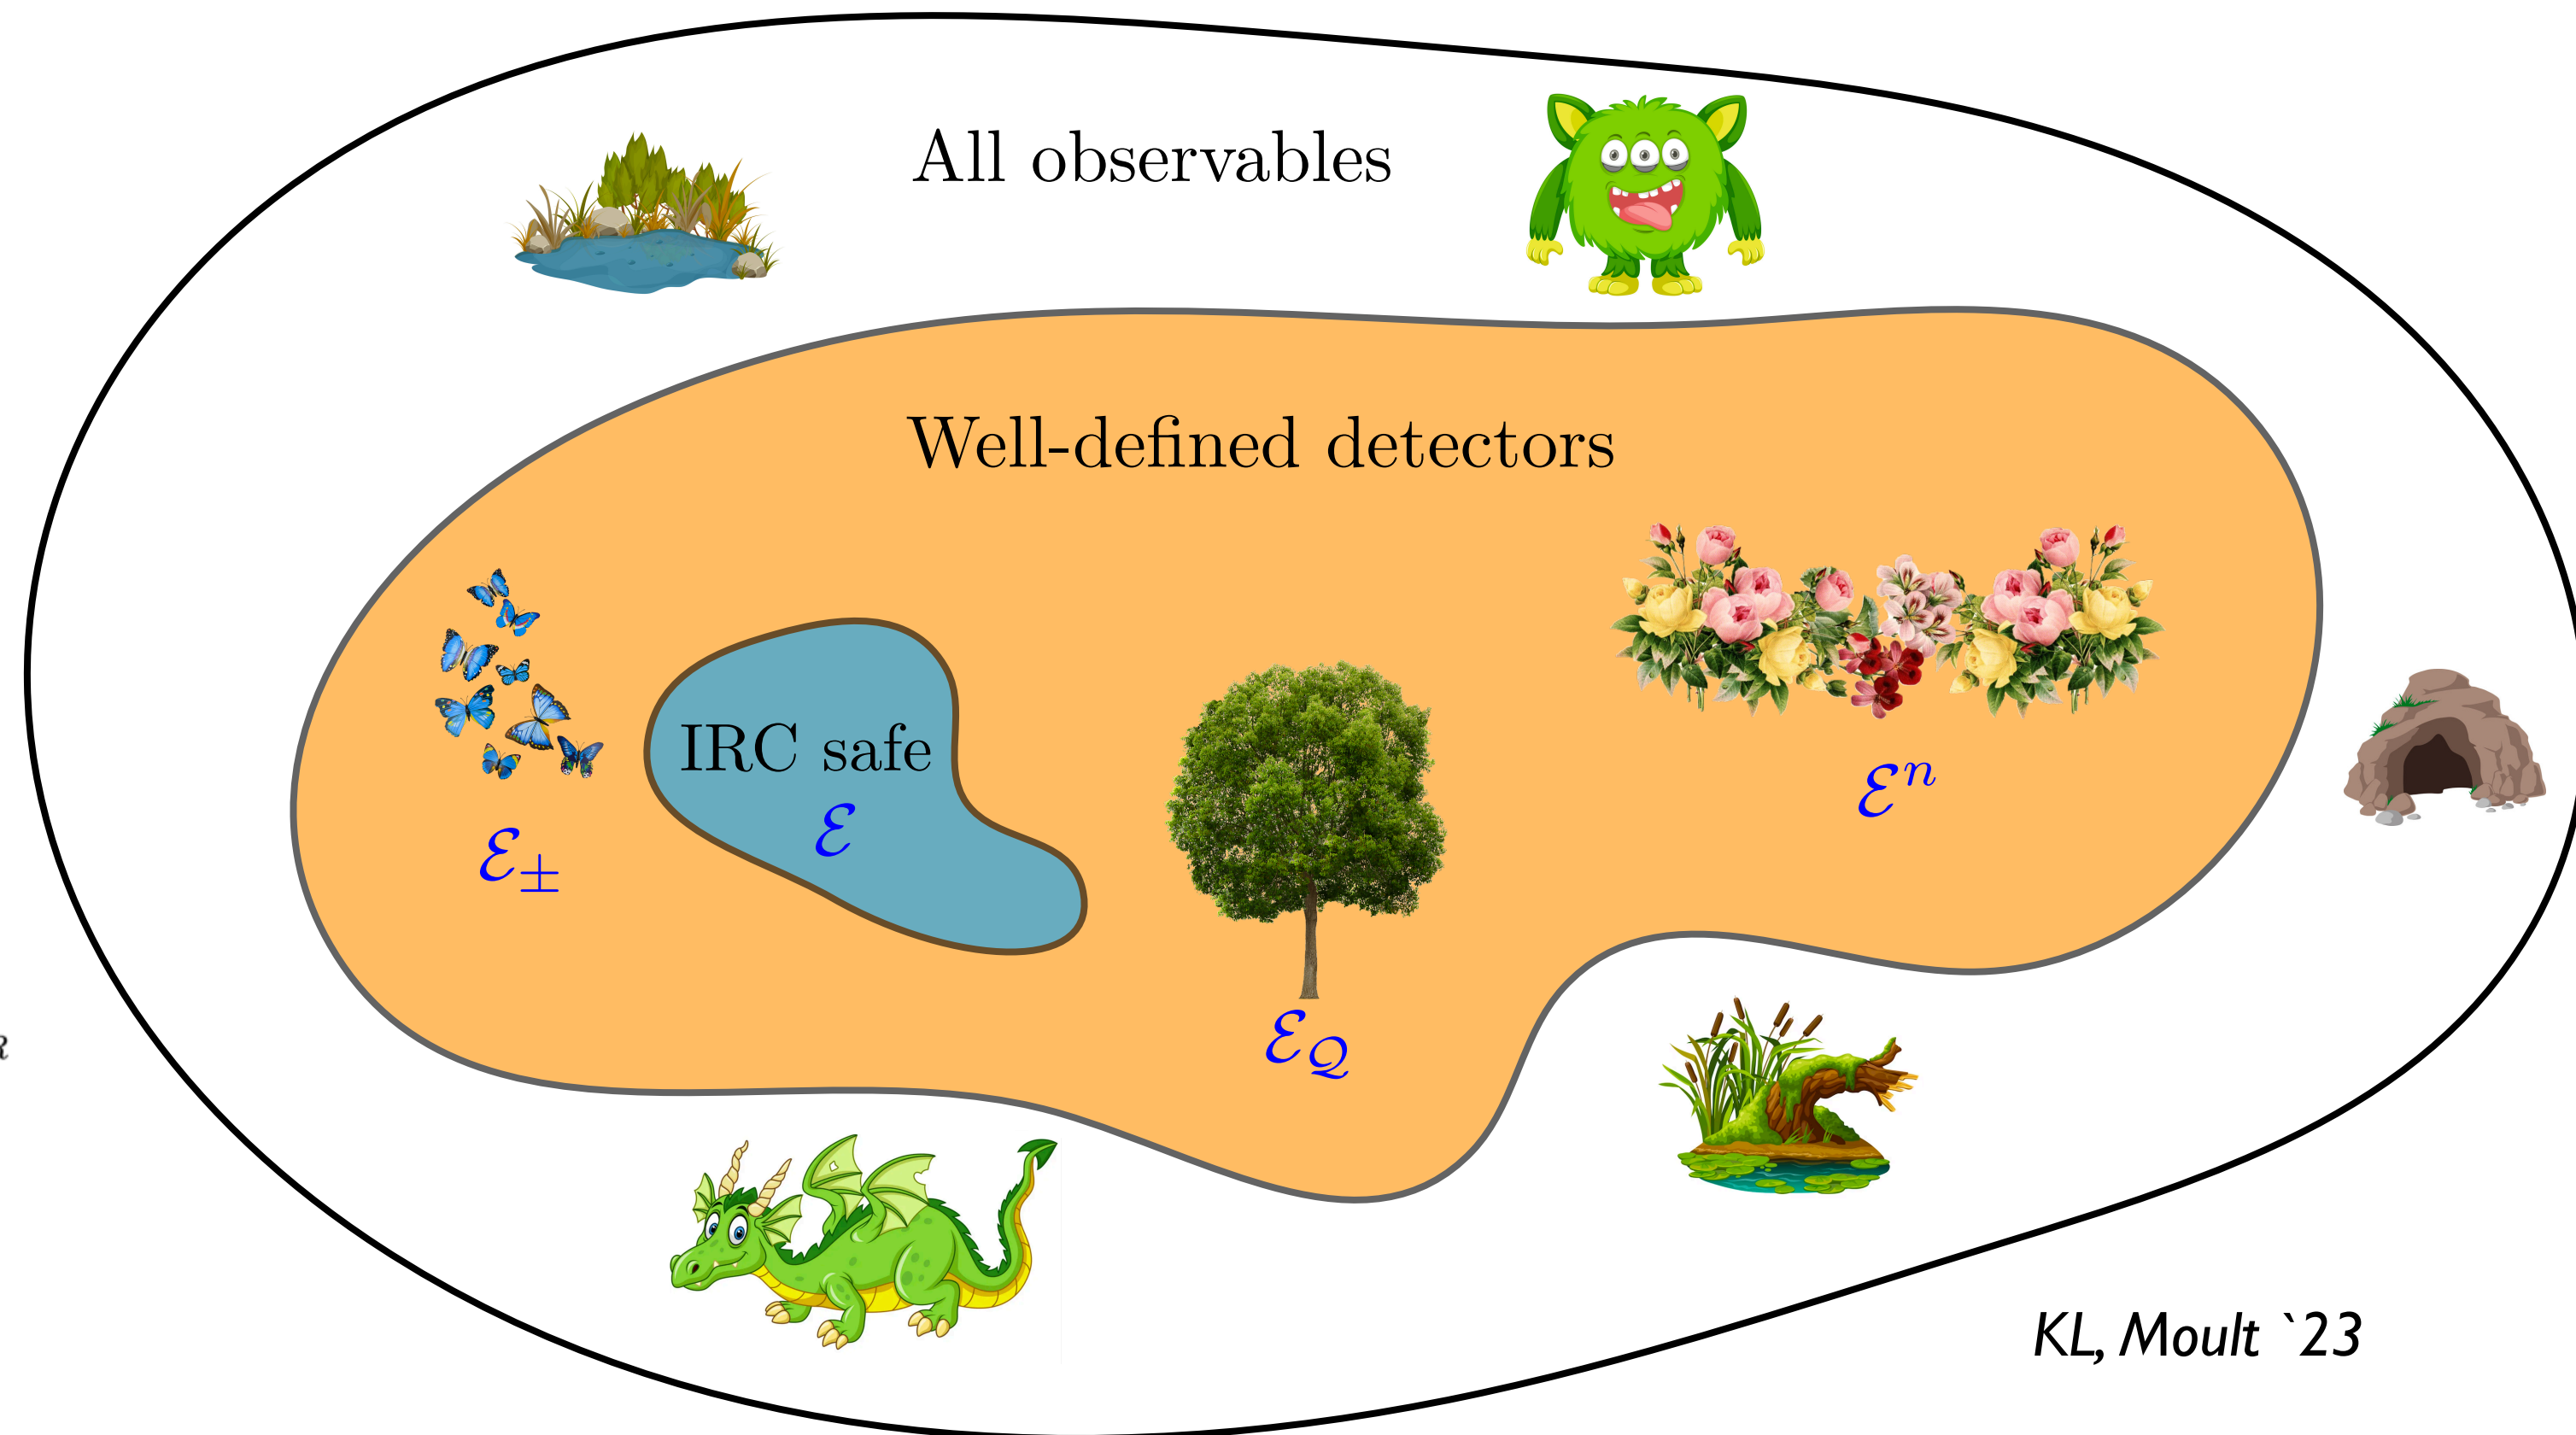 All observables
Well-defined detectors
IRC safe
ℰ
ℰ±
ℰⁿ
ℰ_𝒬
KL, Moult `23